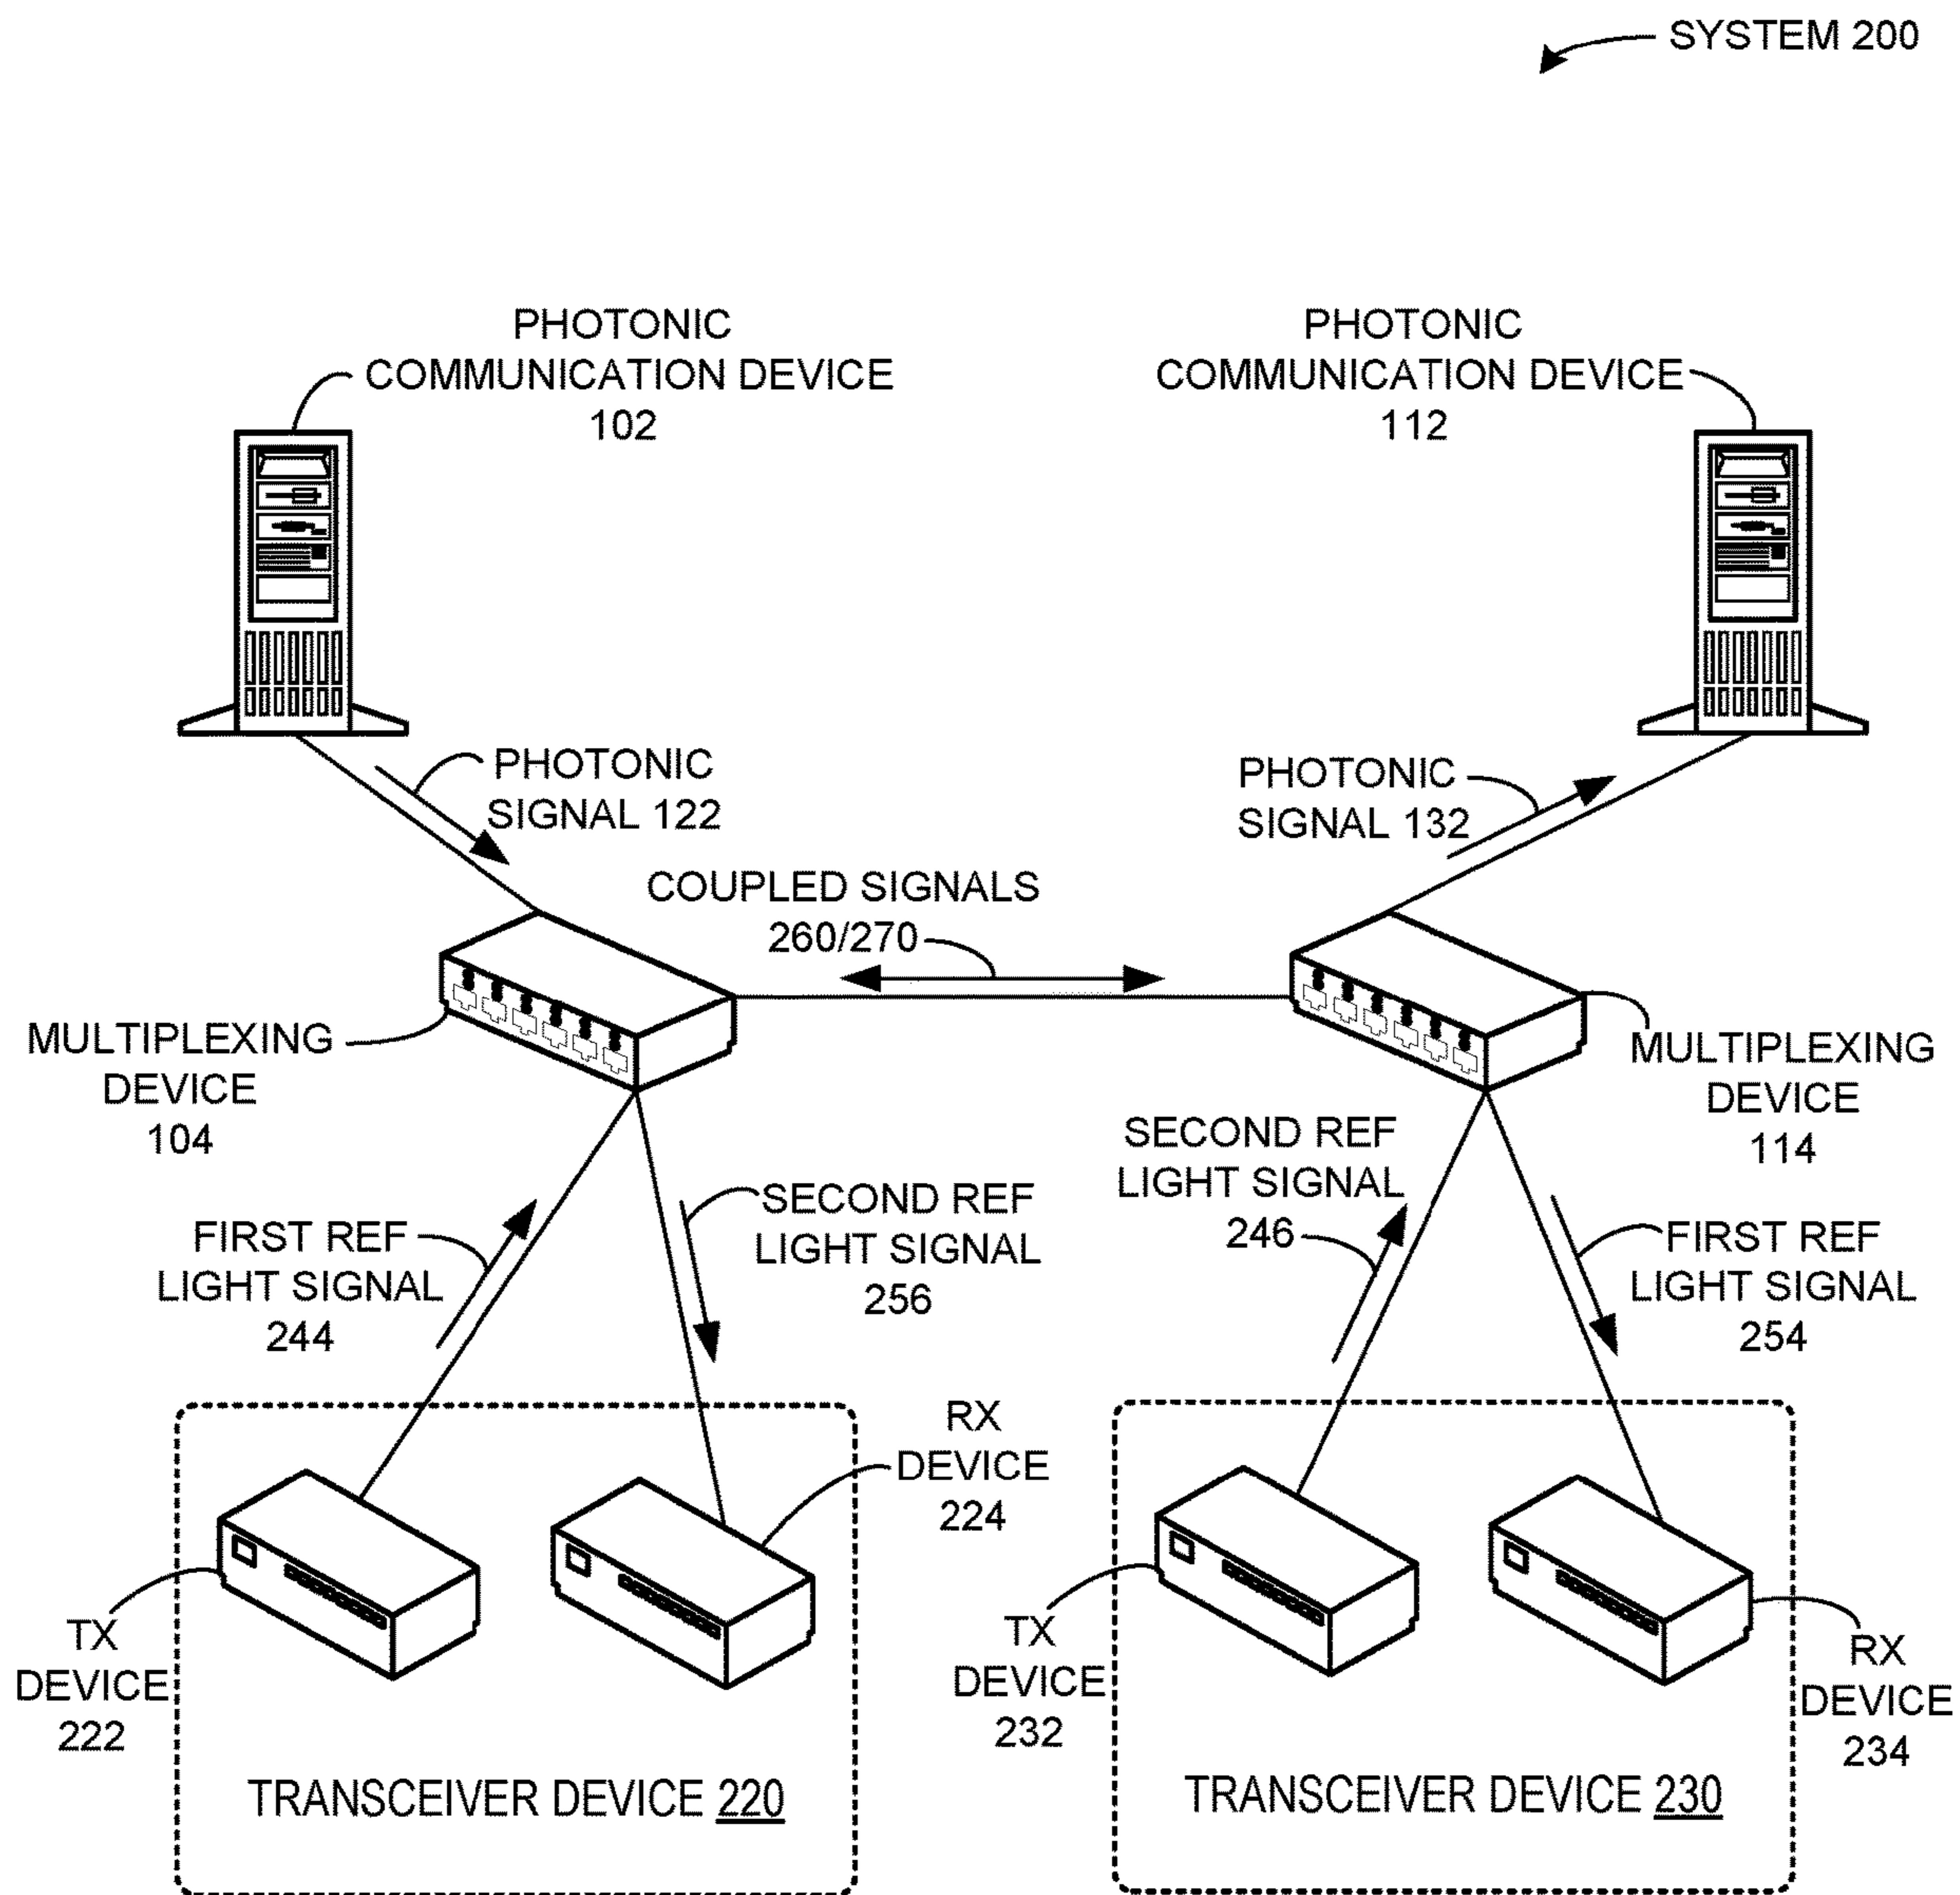 SYSTEM 200
PHOTONIC
COMMUNICATION DEVICE
102
PHOTONIC
COMMUNICATION DEVICE
112
PHOTONIC
SIGNAL 122
PHOTONIC
SIGNAL 132
COUPLED SIGNALS
260/270
MULTIPLEXING
DEVICE
104
MULTIPLEXING
DEVICE
114
FIRST REF
LIGHT SIGNAL
244
SECOND REF
LIGHT SIGNAL
256
SECOND REF
LIGHT SIGNAL
246
FIRST REF
LIGHT SIGNAL
254
RX
DEVICE
224
TX
DEVICE
222
TX
DEVICE
232
RX
DEVICE
234
TRANSCEIVER DEVICE 220
TRANSCEIVER DEVICE 230